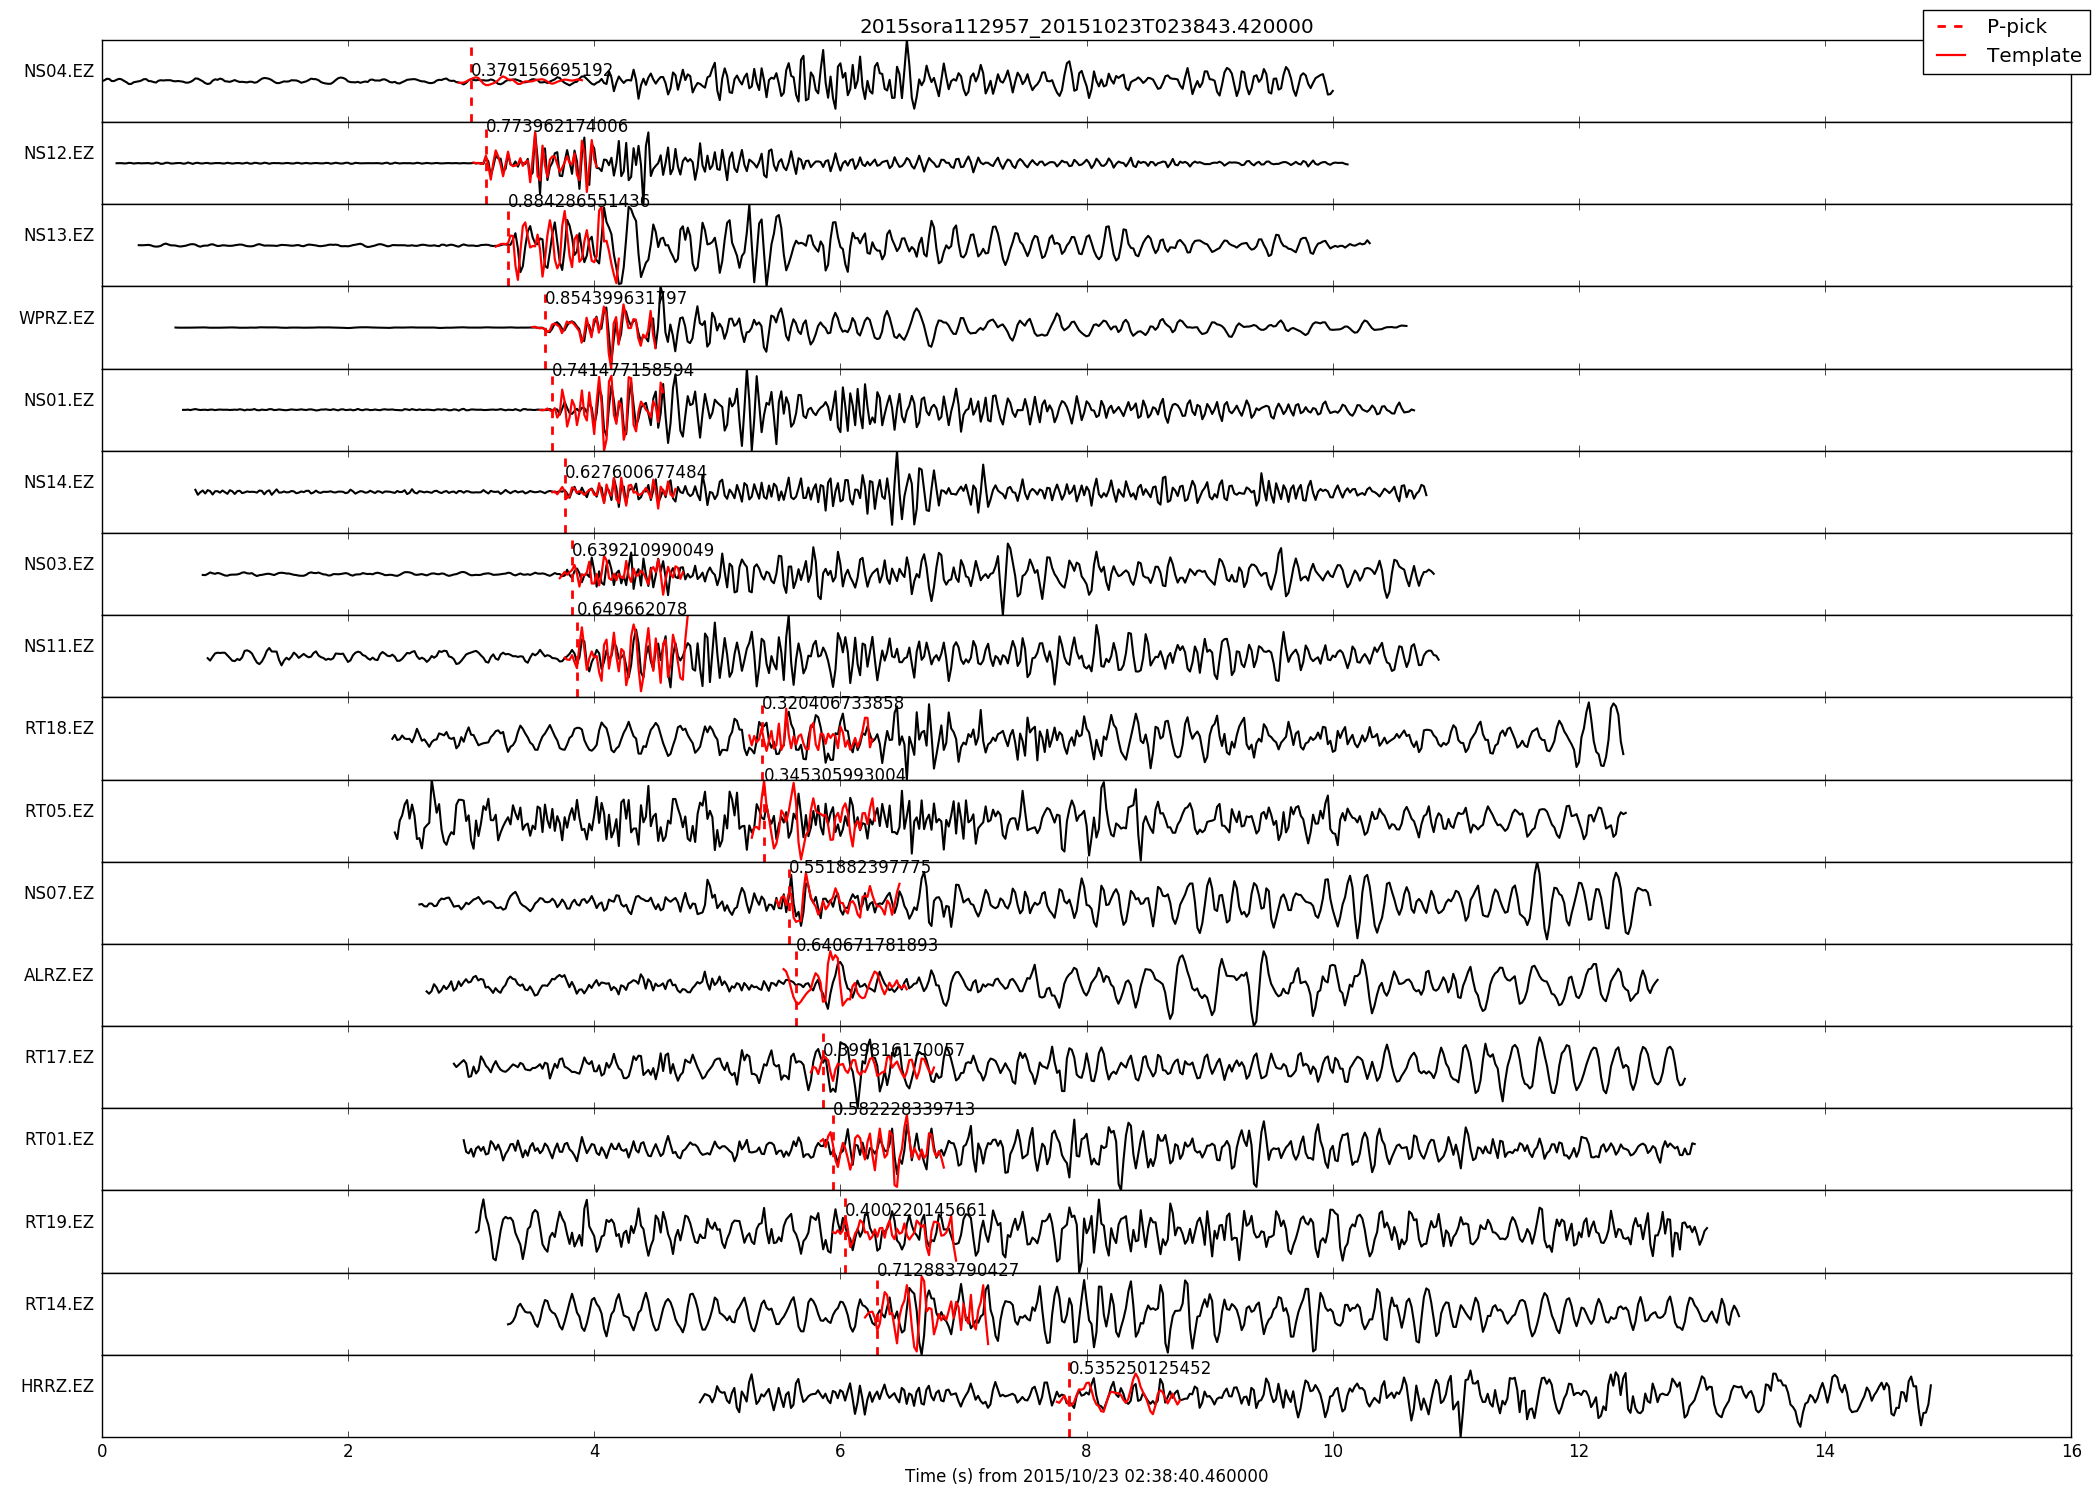 2015sora112957_20151023T023843.420000
P-pick
Template
NS04.EZ
0.379156695192
NS12.EZ
0.773962174006
NS13.EZ
0.884286551436
WPRZ.EZ
0.854399631797
NS01.EZ
0.741477158594
NS14.EZ
0.627600677484
NS03.EZ
0.639210990049
NS11.EZ
0.649662078
RT18.EZ
0.320406733858
RT05.EZ
0.345305993004
NS07.EZ
0.551882397775
ALRZ.EZ
0.640671781893
RT17.EZ
0.399816170057
RT01.EZ
0.582228339713
RT19.EZ
0.400220145661
RT14.EZ
0.712883790427
HRRZ.EZ
0.535250125452
0 2 4 6 8 10 12 14 16
Time (s) from 2015/10/23 02:38:40.460000